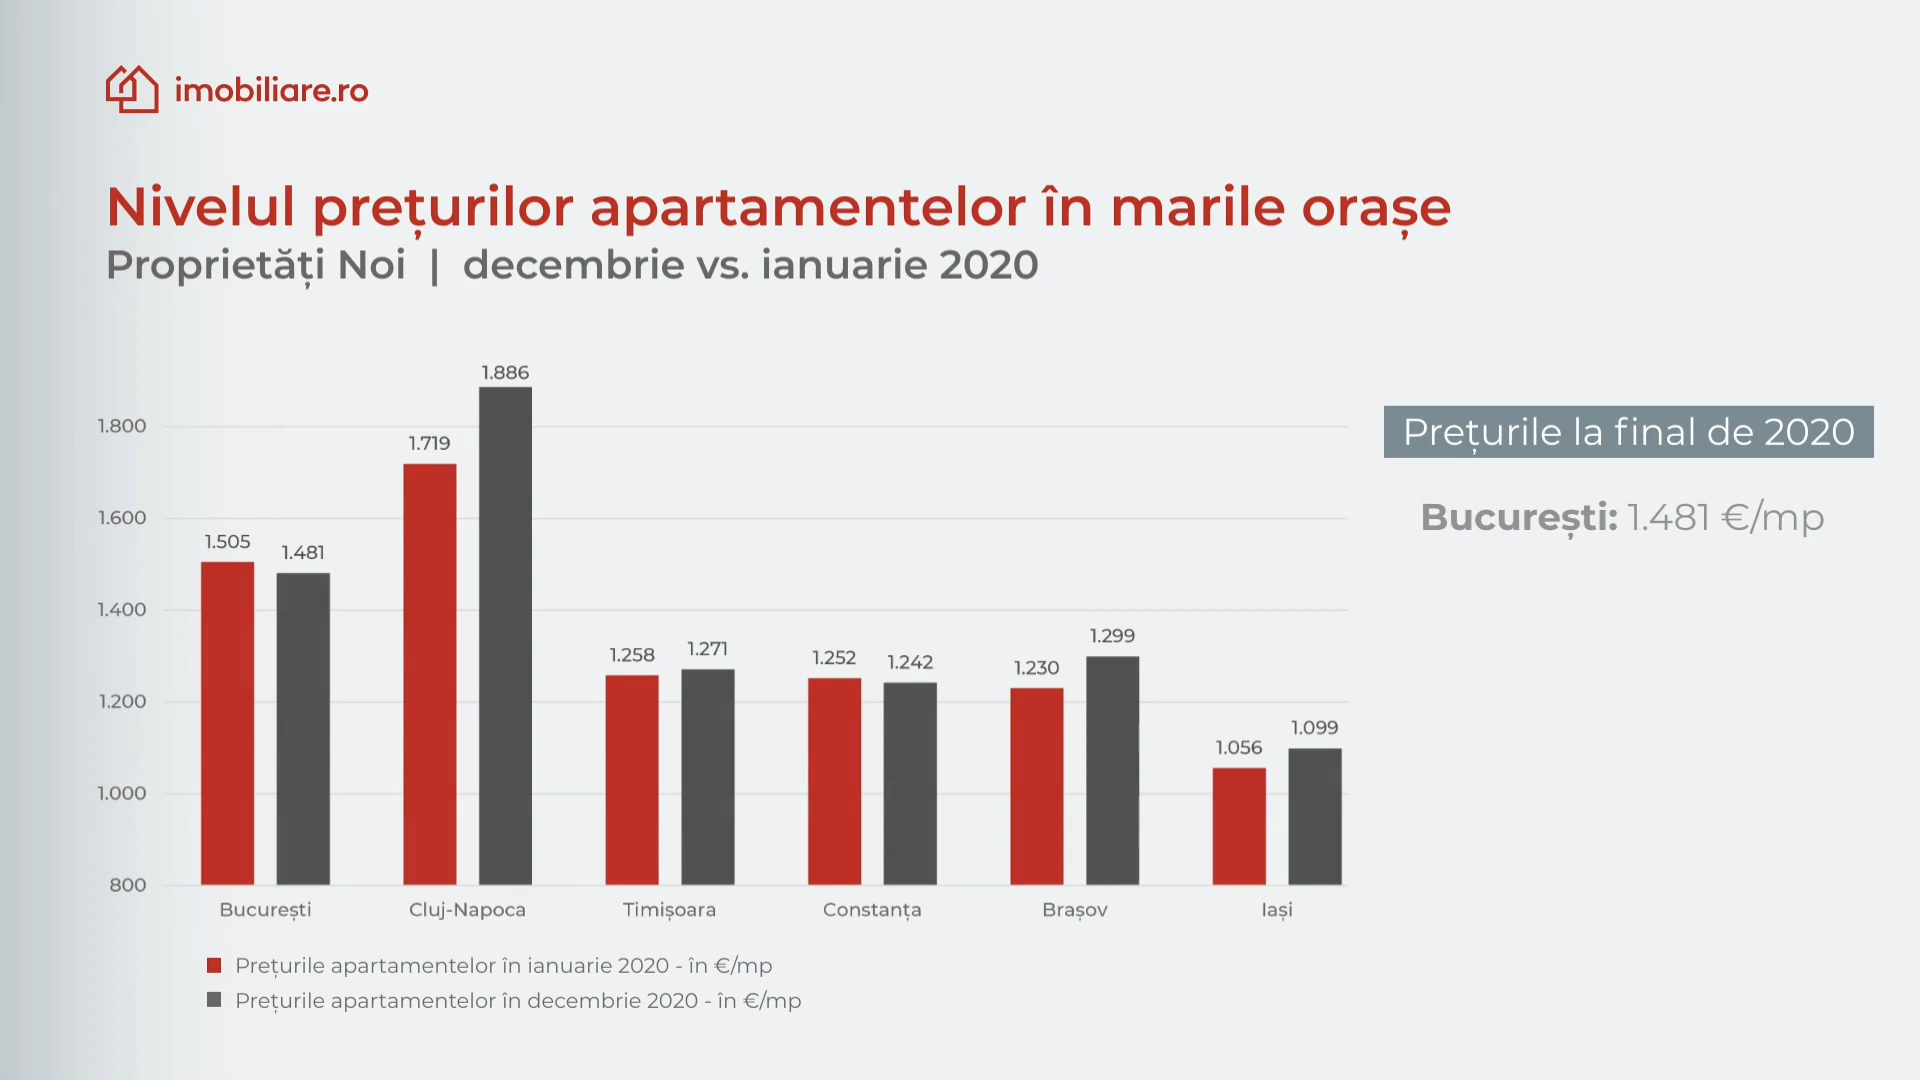 imobiliare.ro
Nivelul prețurilor apartamentelor în marile orașe
Proprietăți Noi | decembrie vs. ianuarie 2020
1.800
1.600
1.400
1.200
1.000
800
1.505
1.481
1.719
1.886
1.258
1.271
1.252
1.242
1.230
1.299
1.056
1.099
București
Cluj-Napoca
Timișoara
Constanța
Brașov
Iași
Prețurile apartamentelor în ianuarie 2020 - în €/mp
Prețurile apartamentelor în decembrie 2020 - în €/mp
Prețurile la final de 2020
București: 1.481 €/mp